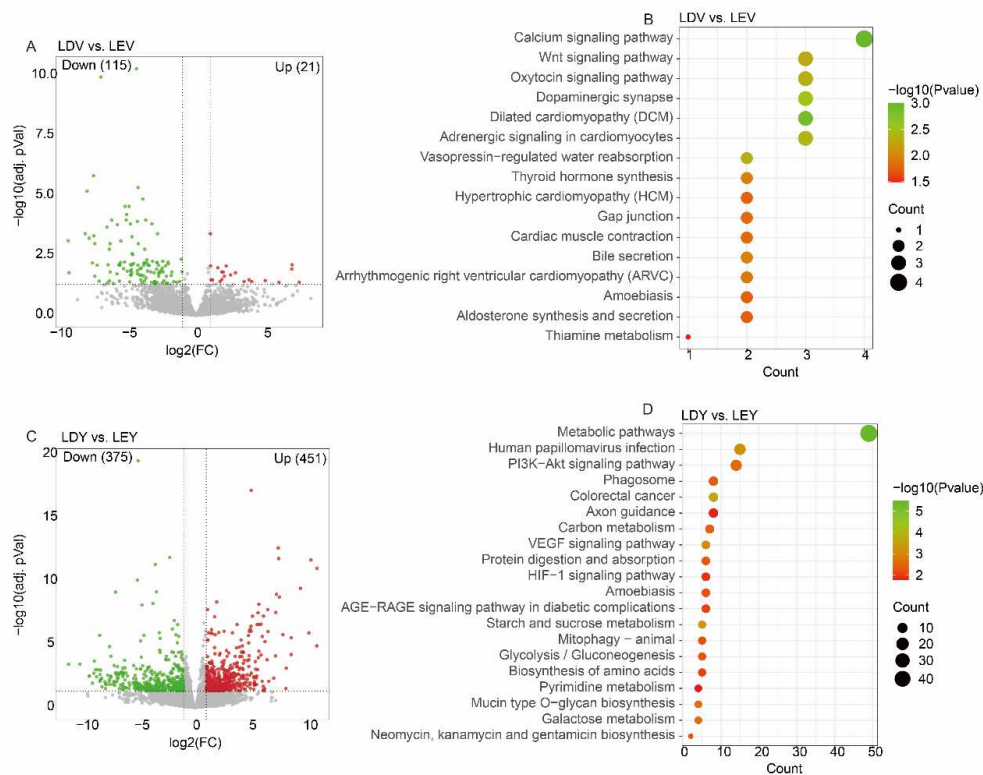 A
LDV vs. LEV
Down (115)
Up (21)
10.0
7.5
5.0
2.5
0.0
−log10(adj. pVal)
−10
−5
0
5
log2(FC)
B
LDV vs. LEV
Calcium signaling pathway
Wnt signaling pathway
Oxytocin signaling pathway
Dopaminergic synapse
Dilated cardiomyopathy (DCM)
Adrenergic signaling in cardiomyocytes
Vasopressin−regulated water reabsorption
Thyroid hormone synthesis
Hypertrophic cardiomyopathy (HCM)
Gap junction
Cardiac muscle contraction
Bile secretion
Arrhythmogenic right ventricular cardiomyopathy (ARVC)
Amoebiasis
Aldosterone synthesis and secretion
Thiamine metabolism
1
2
3
4
Count
−log10(Pvalue)
3.0
2.5
2.0
1.5
Count
1
2
3
4
C
LDY vs. LEY
Down (375)
Up (451)
20
15
10
5
0
−log10(adj. pVal)
−10
−5
0
5
10
log2(FC)
D
LDY vs. LEY
Metabolic pathways
Human papillomavirus infection
PI3K−Akt signaling pathway
Phagosome
Colorectal cancer
Axon guidance
Carbon metabolism
VEGF signaling pathway
Protein digestion and absorption
HIF−1 signaling pathway
Amoebiasis
AGE−RAGE signaling pathway in diabetic complications
Starch and sucrose metabolism
Mitophagy − animal
Glycolysis / Gluconeogenesis
Biosynthesis of amino acids
Pyrimidine metabolism
Mucin type O−glycan biosynthesis
Galactose metabolism
Neomycin, kanamycin and gentamicin biosynthesis
0
10
20
30
40
50
Count
−log10(Pvalue)
5
4
3
2
Count
10
20
30
40